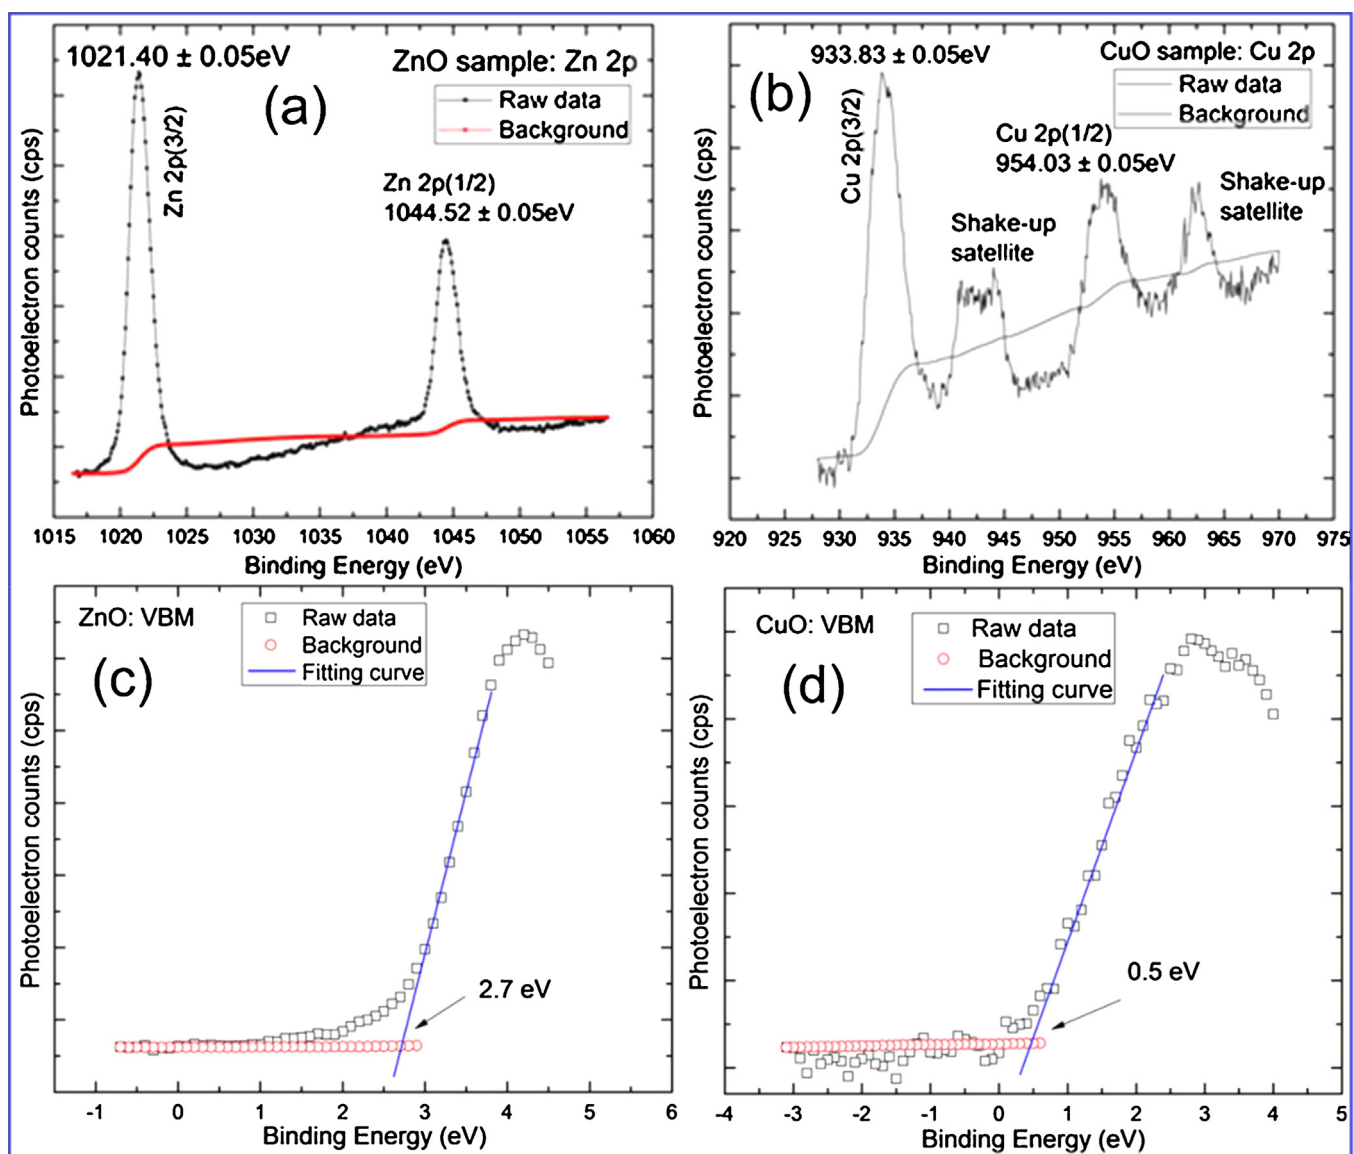 1021.40 ± 0.05eV
ZnO sample: Zn 2p
(a)
Raw data
Background
Zn 2p(3/2)
Zn 2p(1/2)
1044.52 ± 0.05eV
Photoelectron counts (cps)
1015 1020 1025 1030 1035 1040 1045 1050 1055 1060
Binding Energy (eV)
(b)
933.83 ± 0.05eV
CuO sample: Cu 2p
Raw data
Background
Cu 2p(3/2)
Cu 2p(1/2)
954.03 ± 0.05eV
Shake-up
satellite
Shake-up
satellite
Photoelectron counts (cps)
920 925 930 935 940 945 950 955 960 965 970 975
Binding Energy (eV)
ZnO: VBM
(c)
Raw data
Background
Fitting curve
2.7 eV
Photoelectron counts (cps)
-1 0 1 2 3 4 5 6
Binding Energy (eV)
CuO: VBM
(d)
Raw data
Background
Fitting curve
0.5 eV
Photoelectron counts (cps)
-4 -3 -2 -1 0 1 2 3 4 5
Binding Energy (eV)